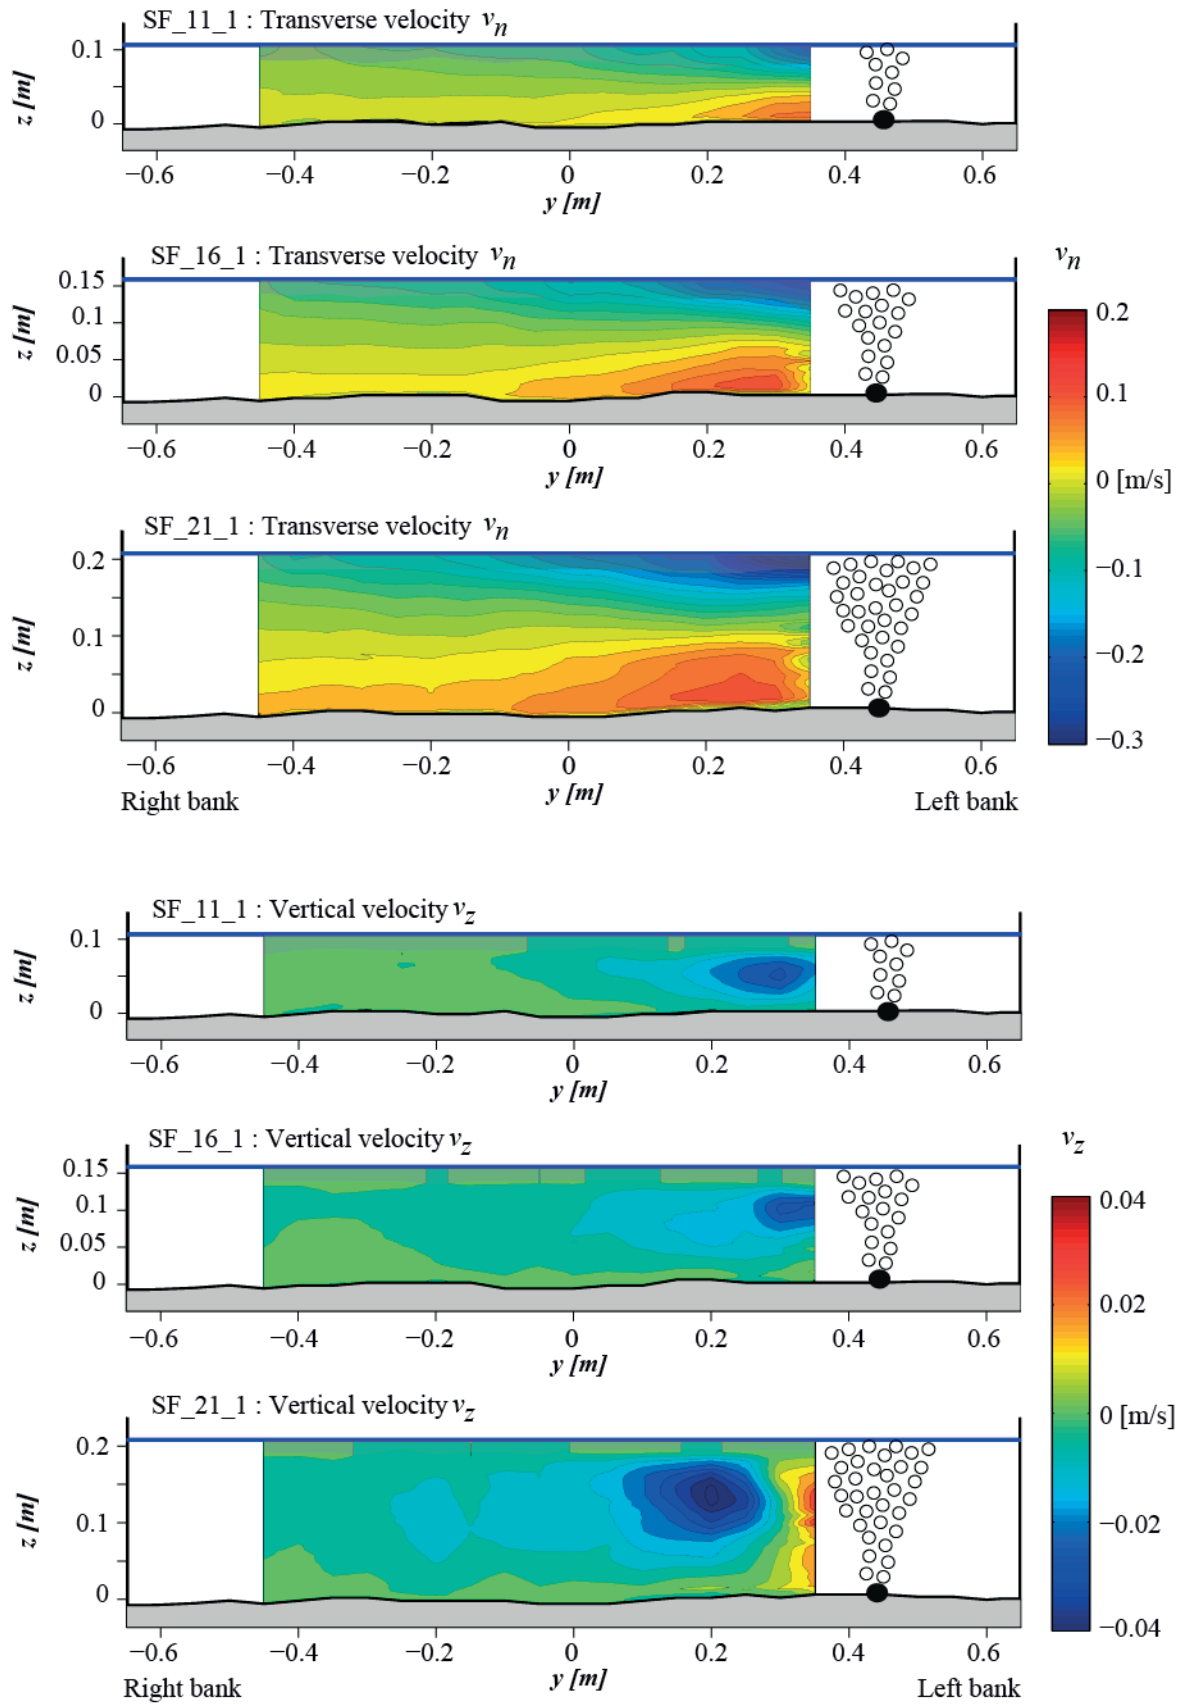 SF_11_1 : Transverse velocity vn
0.1
0
z [m]
−0.6 −0.4 −0.2 0 0.2 0.4 0.6
y [m]
SF_16_1 : Transverse velocity vn
0.15
0.1
0.05
0
z [m]
−0.6 −0.4 −0.2 0 0.2 0.4 0.6
y [m]
vn
0.2
0.1
0 [m/s]
−0.1
−0.2
−0.3
SF_21_1 : Transverse velocity vn
0.2
0.1
0
z [m]
−0.6 −0.4 −0.2 0 0.2 0.4 0.6
y [m]
Right bank Left bank
SF_11_1 : Vertical velocity vz
0.1
0
z [m]
−0.6 −0.4 −0.2 0 0.2 0.4 0.6
y [m]
SF_16_1 : Vertical velocity vz
0.15
0.1
0.05
0
z [m]
−0.6 −0.4 −0.2 0 0.2 0.4 0.6
y [m]
vz
0.04
0.02
0 [m/s]
−0.02
−0.04
SF_21_1 : Vertical velocity vz
0.2
0.1
0
z [m]
−0.6 −0.4 −0.2 0 0.2 0.4 0.6
y [m]
Right bank Left bank